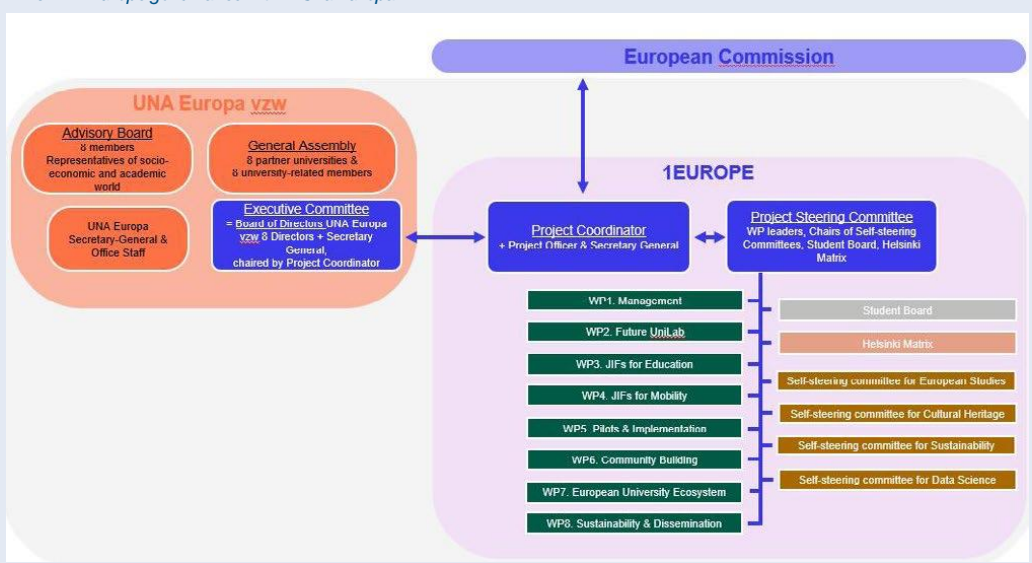 European Commission
UNA Europa vzw
Advisory Board
8 members
Representatives of socio-
economic and academic
world
General Assembly
8 partner universities &
8 university-related members
UNA Europa
Secretary-General &
Office Staff
Executive Committee
= Board of Directors UNA Europa
vzw 8 Directors + Secretary
General,
chaired by Project Coordinator
1EUROPE
Project Coordinator
+ Project Officer & Secretary General
Project Steering Committee
WP leaders, Chairs of Self-steering
Committees, Student Board, Helsinki
Matrix
WP1. Management
WP2. Future UniLab
WP3. JIFs for Education
WP4. JIFs for Mobility
WP5. Pilots & Implementation
WP6. Community Building
WP7. European University Ecosystem
WP8. Sustainability & Dissemination
Student Board
Helsinki Matrix
Self-steering committee for European Studies
Self-steering committee for Cultural Heritage
Self-steering committee for Sustainability
Self-steering committee for Data Science